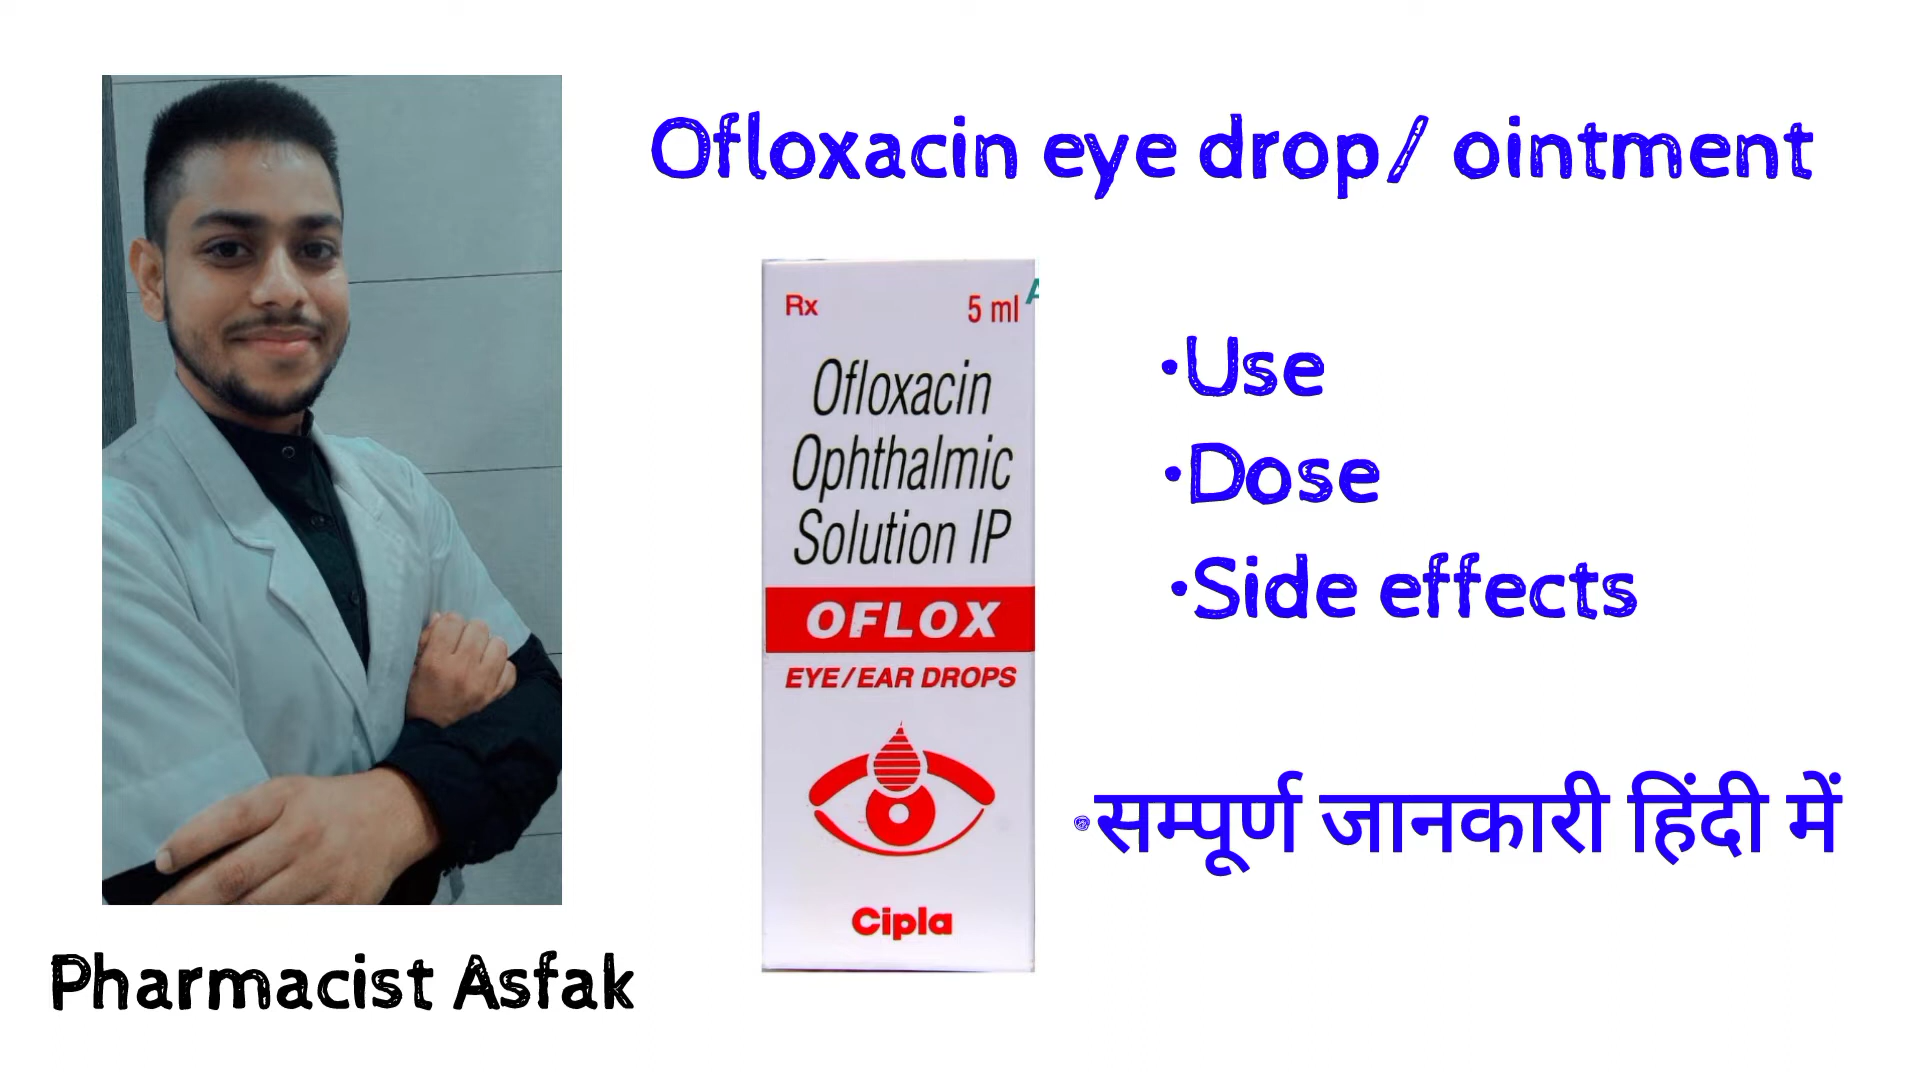 Ofloxacin eye drop/ ointment
Rx
5 ml
Ofloxacin
Ophthalmic
Solution IP
OFLOX
EYE/EAR DROPS
Cipla
•Use
•Dose
•Side effects
•सम्पूर्ण जानकारी हिंदी में
Pharmacist Asfak